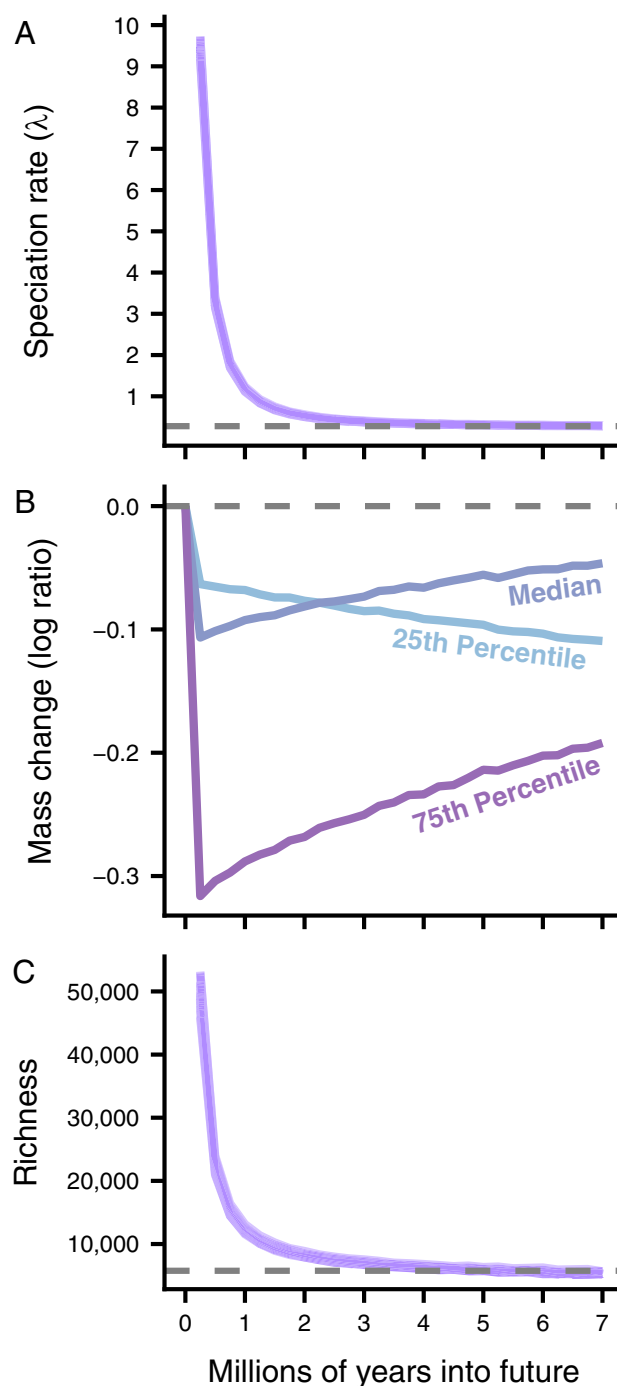 A
Speciation rate (λ)
10
9
8
7
6
5
4
3
2
1
B
Mass change (log ratio)
0.0
−0.1
−0.2
−0.3
Median
25th Percentile
75th Percentile
C
Richness
50,000
40,000
30,000
20,000
10,000
0 1 2 3 4 5 6 7
Millions of years into future